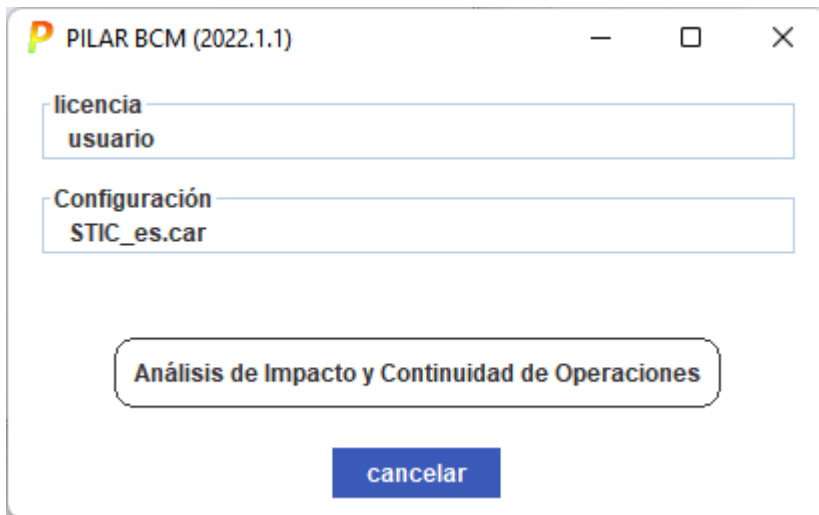 PILAR BCM (2022.1.1)
licencia
usuario
Configuración
STIC_es.car
Análisis de Impacto y Continuidad de Operaciones
cancelar